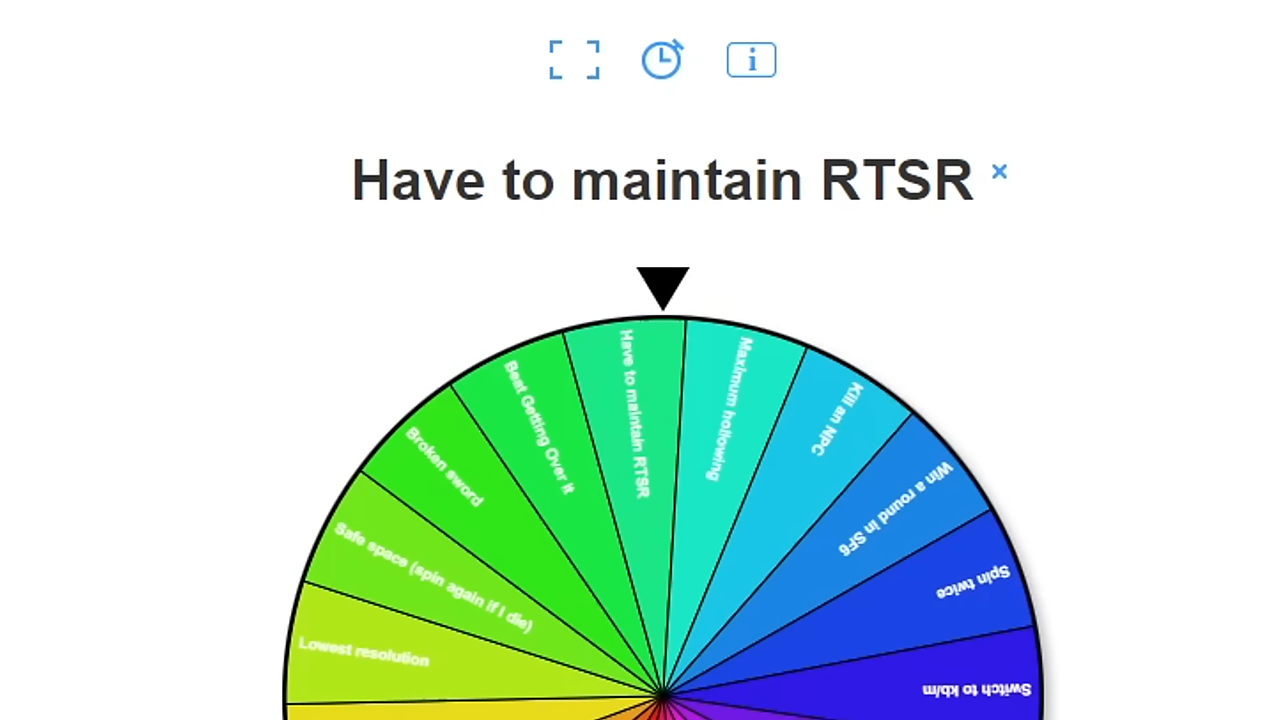 i
Have to maintain RTSR ×
Lowest resolution
Safe space (spin again if I die)
Broken sword
Beat Getting Over It
Have to maintain RTSR
Maximum hollowing
Kill an NPC
Win a round in SF6
Spin twice
Switch to kb/m